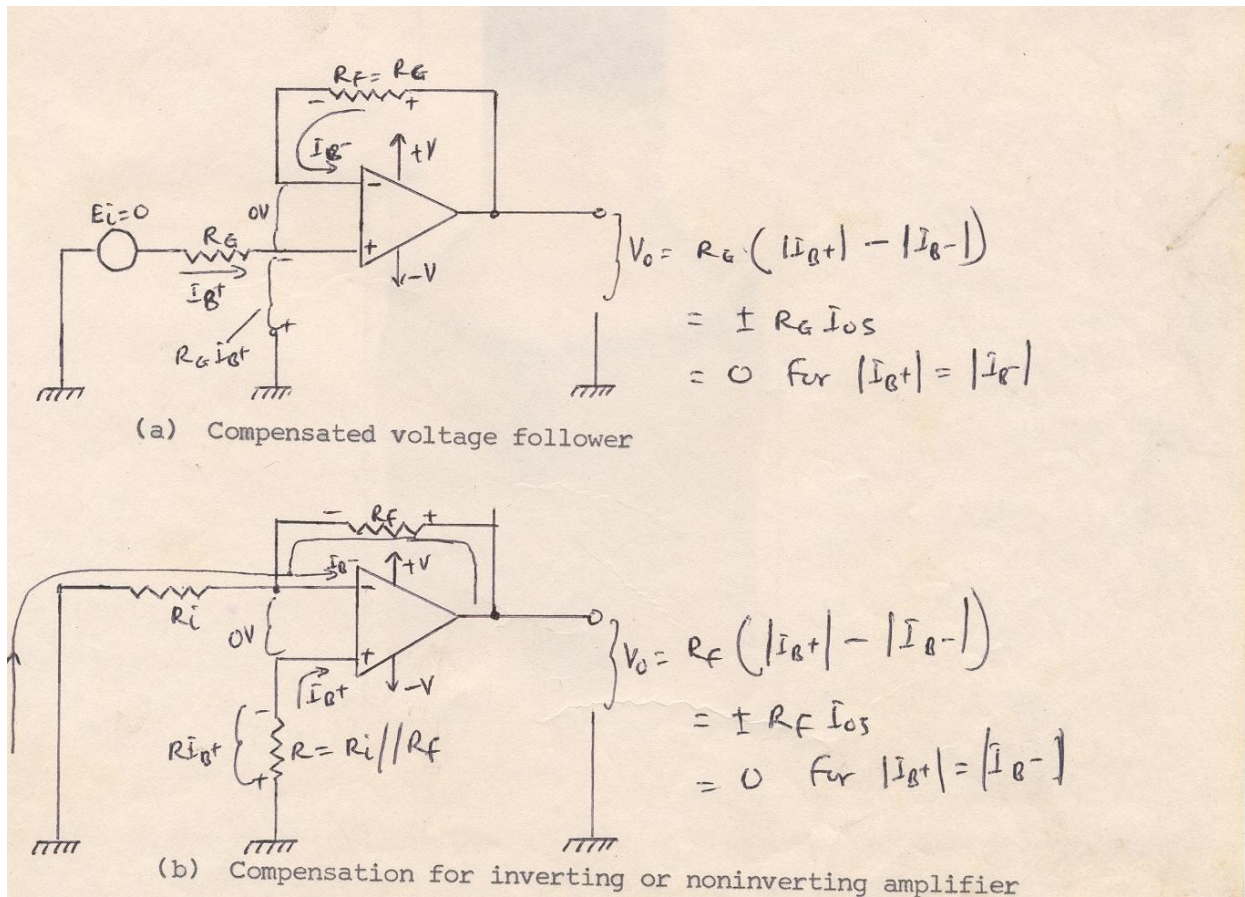 RF = RG
- +
IB-
+V
-
Ei=0
0V
RG
+
-
-V
IB+
RG IB+
+
Vo = RG (|IB+| - |IB-|)
= ± RG Ios
= 0 for |IB+| = |IB-|
(a) Compensated voltage follower
- RF +
IB-
+V
-
Ri
0V
+
IB+
-V
-
RIB+
R = Ri//RF
+
Vo = RF (|IB+| - |IB-|)
= ± RF Ios
= 0 for |IB+| = |IB-|
(b) Compensation for inverting or noninverting amplifier